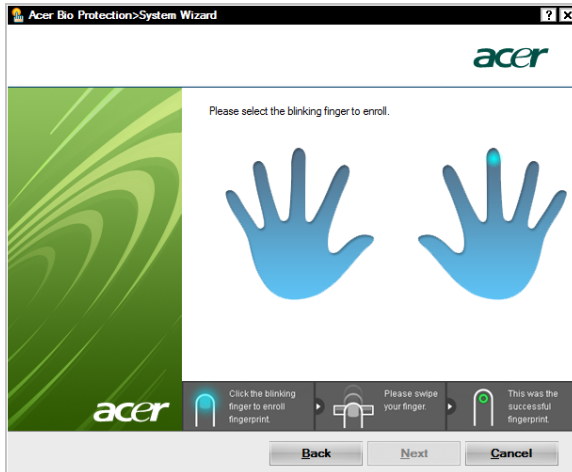 Acer Bio Protection>System Wizard
acer
Please select the blinking finger to enroll.
acer
Click the blinking
finger to enroll
fingerprint.
Please swipe
your finger.
This was the
successful
fingerprint.
Back
Next
Cancel